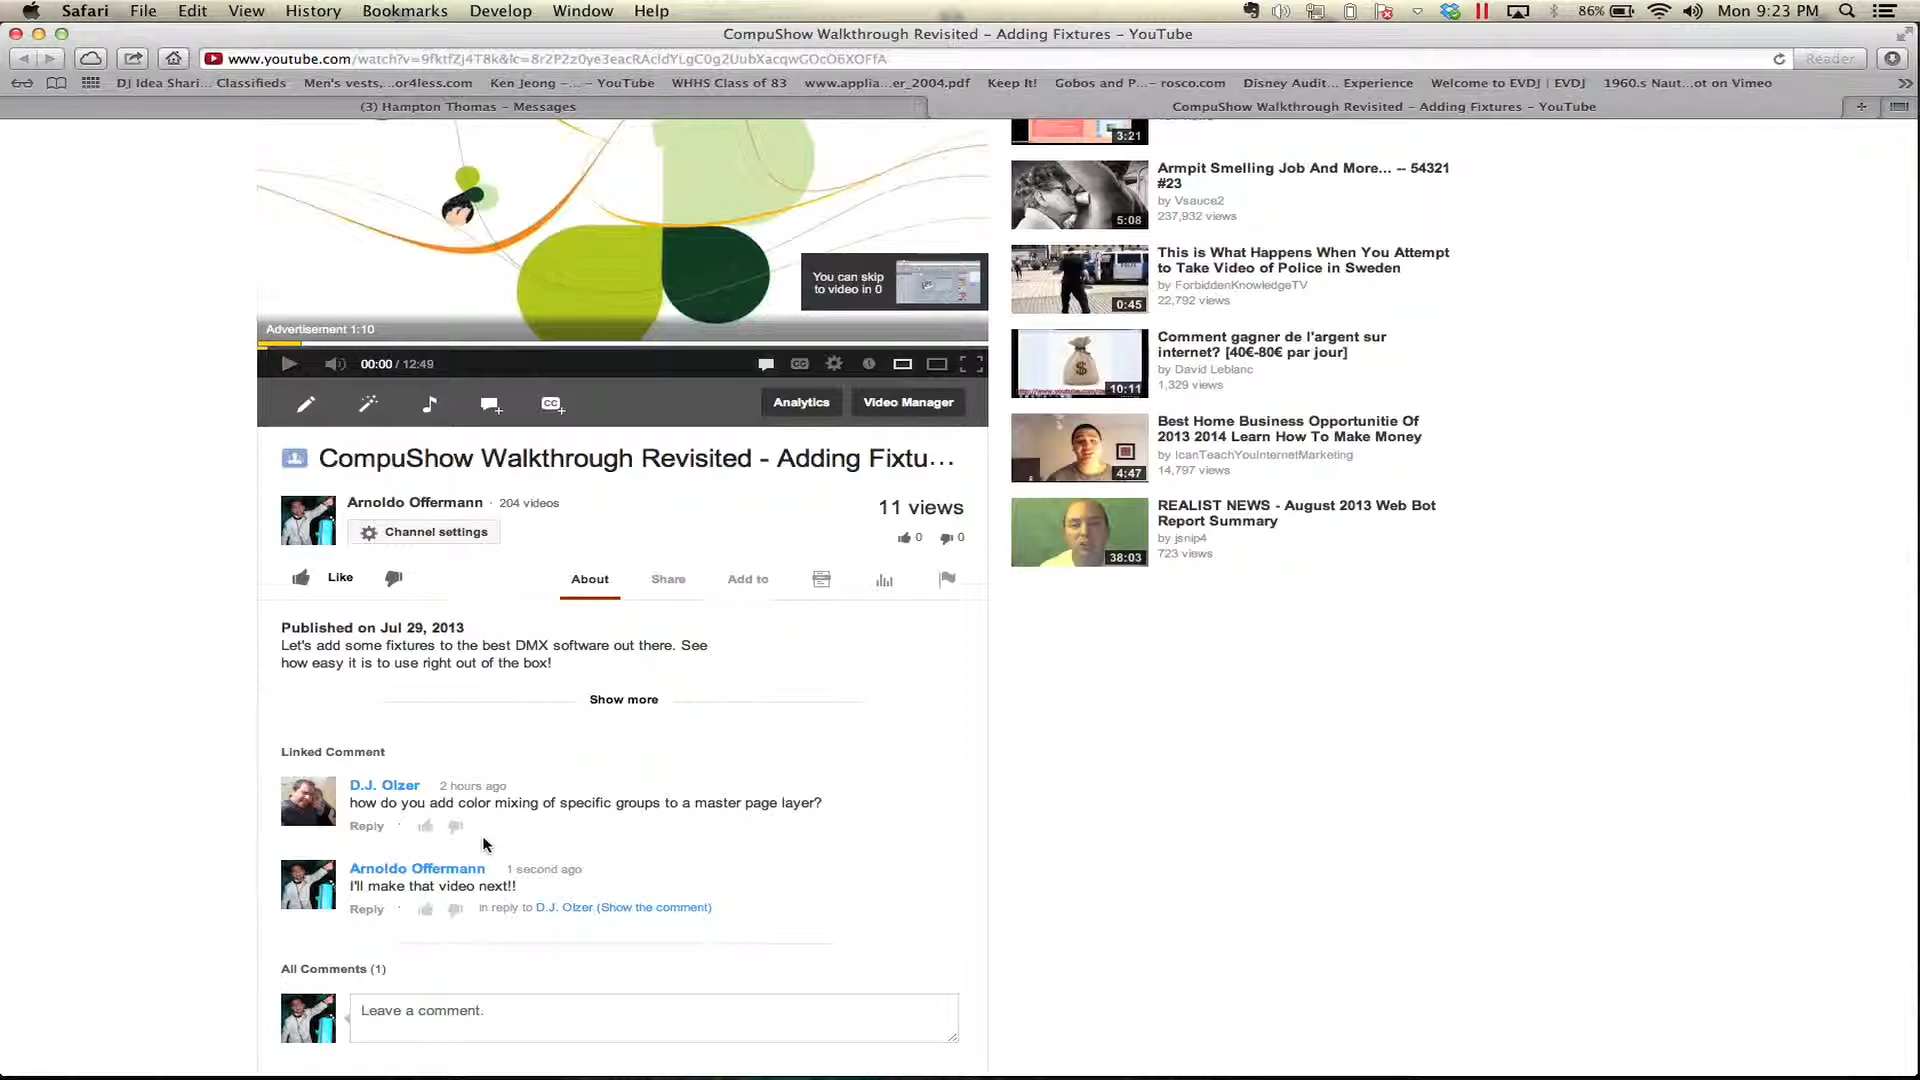 Safari File Edit View History Bookmarks Develop Window Help 86% Mon 9:23 PM
CompuShow Walkthrough Revisited – Adding Fixtures – YouTube
www.youtube.com/watch?v=9fktfZj4T8k&lc=8r2P2z0ye3eacRAcIdYLgC0g2UubXacqwGOcO6XOFfA Reader
DJ Idea Shari... Classifieds Men's vests,...or4less.com Ken Jeong –... – YouTube WHHS Class of 83 www.applia...er_2004.pdf Keep It! Gobos and P...– rosco.com Disney Audit... Experience Welcome to EVDJ | EVDJ 1960.s Naut...ot on Vimeo
(3) Hampton Thomas – Messages CompuShow Walkthrough Revisited – Adding Fixtures – YouTube
3:21
Armpit Smelling Job And More... -- 54321
#23
by Vsauce2
237,932 views
5:08
This is What Happens When You Attempt
to Take Video of Police in Sweden
by ForbiddenKnowledgeTV
22,792 views
0:45
Comment gagner de l'argent sur
internet? [40€-80€ par jour]
by David Leblanc
1,329 views
10:11
Best Home Business Opportunitie Of
2013 2014 Learn How To Make Money
by IcanTeachYouInternetMarketing
14,797 views
4:47
REALIST NEWS - August 2013 Web Bot
Report Summary
by jsnip4
723 views
38:03
You can skip
to video in 0
Advertisement 1:10
00:00 / 12:49 CC
CC Analytics Video Manager
CompuShow Walkthrough Revisited - Adding Fixtu...
Arnoldo Offermann · 204 videos
11 views
Channel settings
0 0
Like About Share Add to
Published on Jul 29, 2013
Let's add some fixtures to the best DMX software out there. See
how easy it is to use right out of the box!
Show more
Linked Comment
D.J. Olzer 2 hours ago
how do you add color mixing of specific groups to a master page layer?
Reply ·
Arnoldo Offermann 1 second ago
I'll make that video next!!
Reply · in reply to D.J. Olzer (Show the comment)
All Comments (1)
Leave a comment.